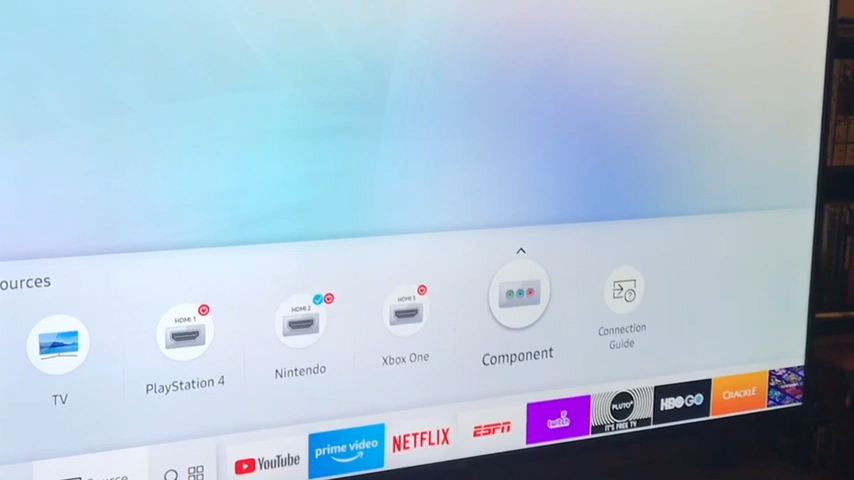 ources
HDMI 1
HDMI 2
HDMI 3
TV
PlayStation 4
Nintendo
Xbox One
Component
Connection
Guide
Source
YouTube
prime video
NETFLIX
ESPN
twitch
PLUTO
IT'S FREE TV
HBO GO
CRACKLE